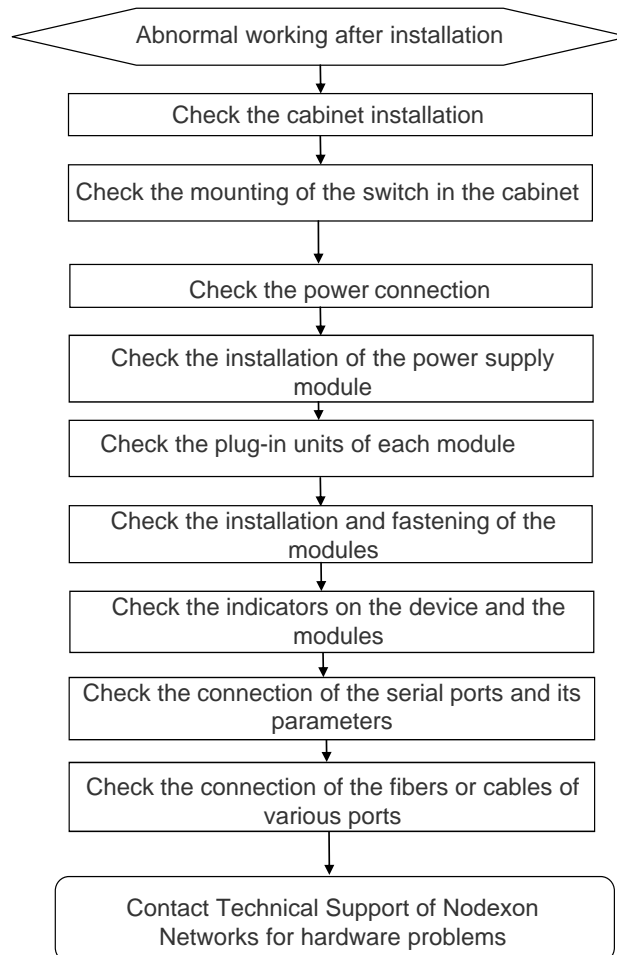 Abnormal working after installation
Check the cabinet installation
Check the mounting of the switch in the cabinet
Check the power connection
Check the installation of the power supply
module
Check the plug-in units of each module
Check the installation and fastening of the
modules
Check the indicators on the device and the
modules
Check the connection of the serial ports and its
parameters
Check the connection of the fibers or cables of
various ports
Contact Technical Support of Nodexon
Networks for hardware problems